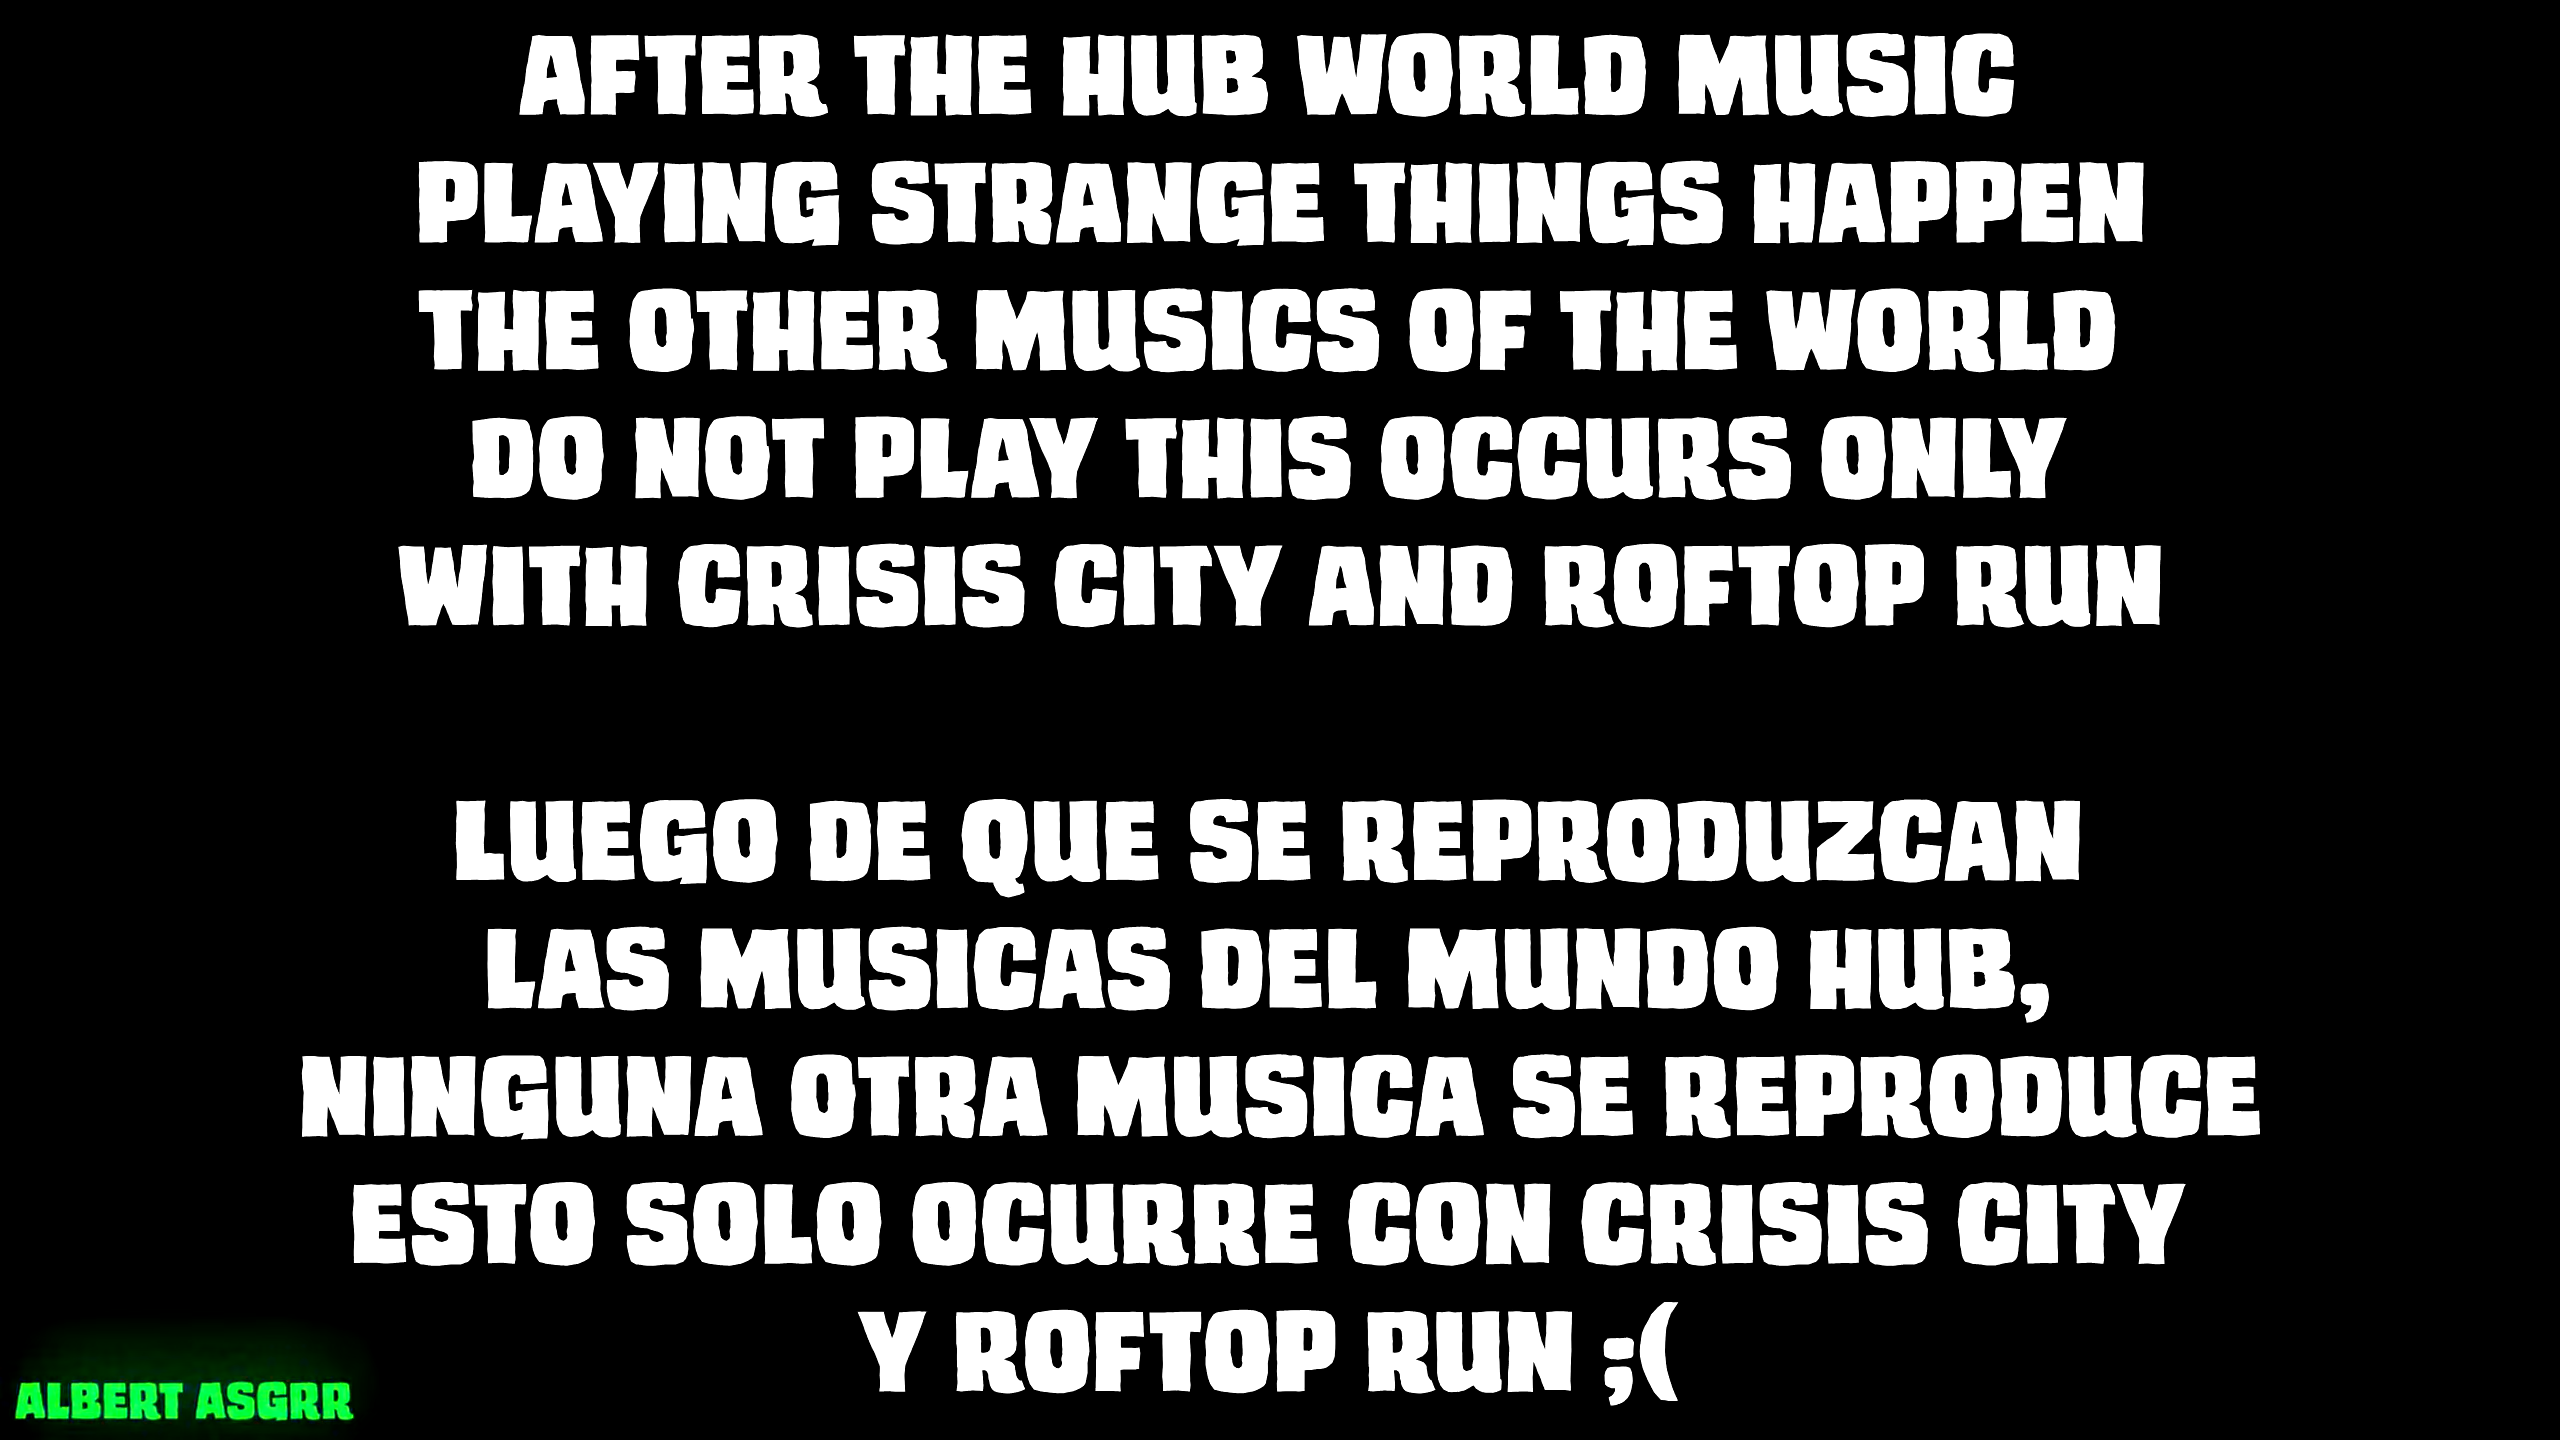 AFTER THE HUB WORLD MUSIC
PLAYING STRANGE THINGS HAPPEN
THE OTHER MUSICS OF THE WORLD
DO NOT PLAY THIS OCCURS ONLY
WITH CRISIS CITY AND ROFTOP RUN
LUEGO DE QUE SE REPRODUZCAN
LAS MUSICAS DEL MUNDO HUB,
NINGUNA OTRA MUSICA SE REPRODUCE
ESTO SOLO OCURRE CON CRISIS CITY
Y ROFTOP RUN ;(
ALBERT ASGRR